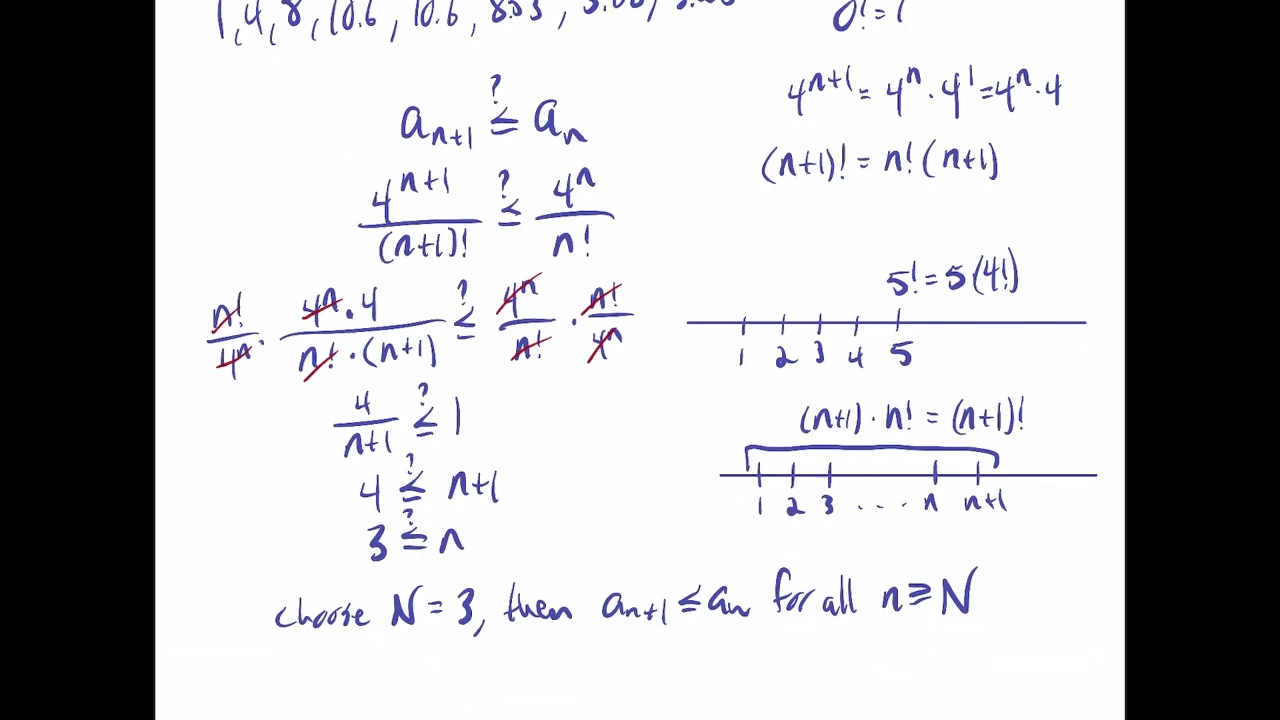 1, 4, 8, 10.6, 10.6, 8.53,
0! = 1
a_{n+1} ≤? a_n
4^{n+1} = 4^n · 4^1 = 4^n · 4
(n+1)! = n!(n+1)
4^{n+1}/(n+1)! ≤? 4^n/n!
5! = 5(4!)
n!/4^n · 4^n · 4/(n! · (n+1)) ≤? 4^n/n! · n!/4^n
1 2 3 4 5
4/(n+1) ≤? 1
(n+1) · n! = (n+1)!
4 ≤? n+1
1 2 3 .... n n+1
3 ≤? n
choose N = 3, then a_{n+1} ≤ a_n for all n ≥ N